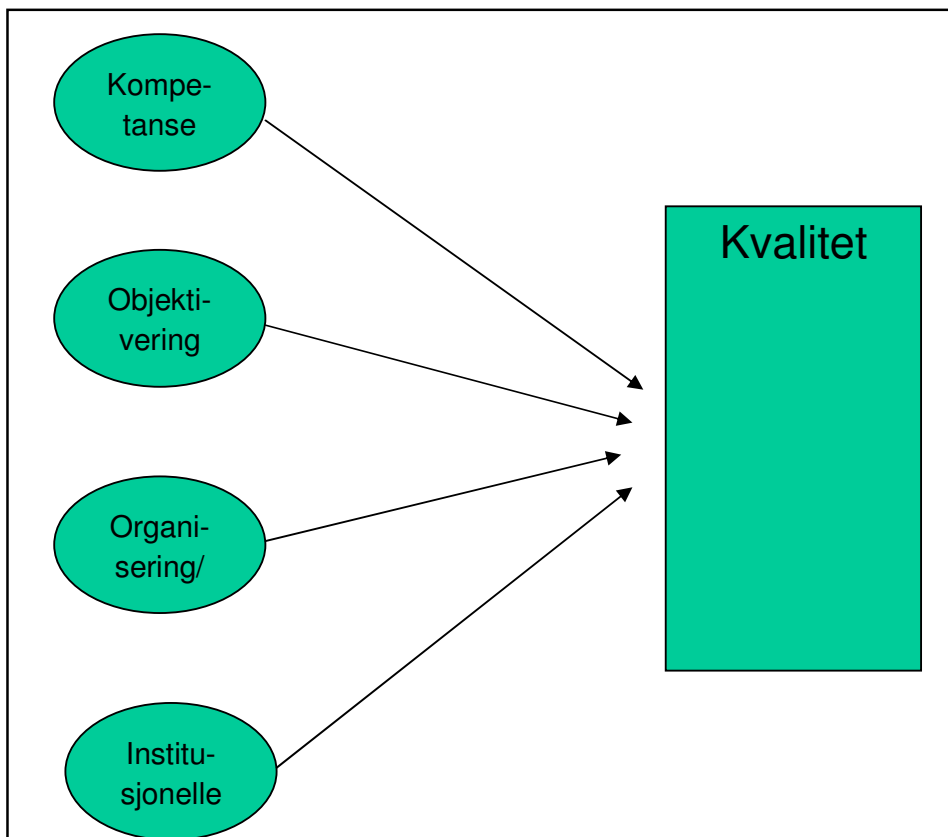 Kompe-
tanse
Kvalitet
Objekti-
vering
Organi-
sering/
Institu-
sjonelle